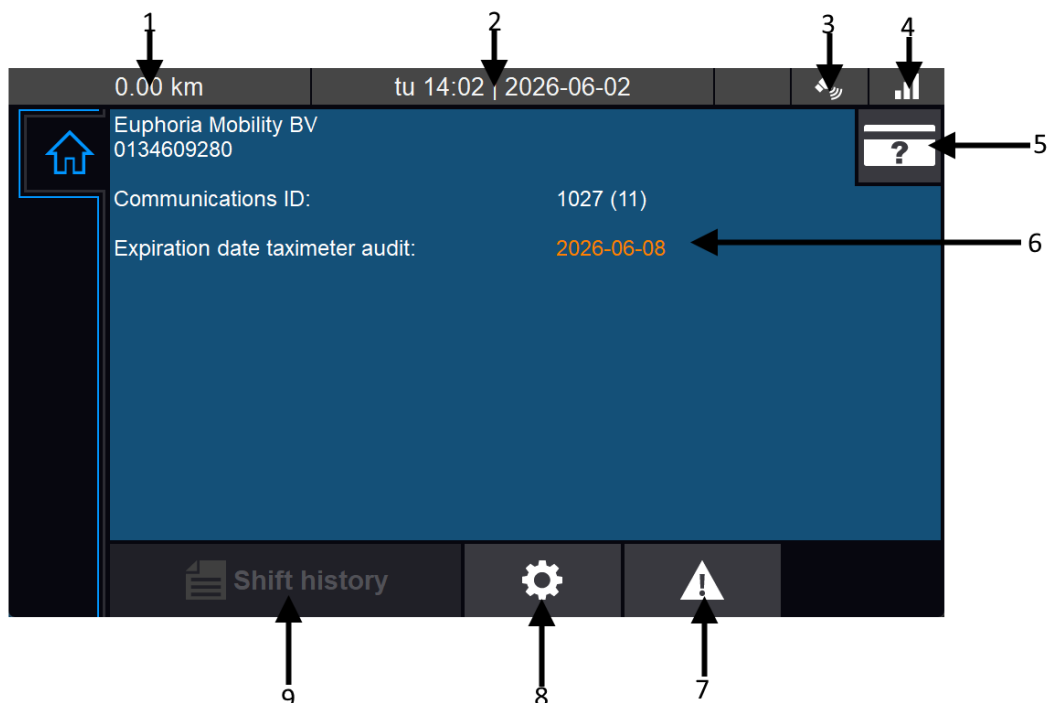 1 2 3 4
0.00 km tu 14:02 | 2026-06-02
Euphoria Mobility BV
0134609280
? 5
Communications ID: 1027 (11)
Expiration date taximeter audit: 2026-06-08 6
Shift history !
9 8 7